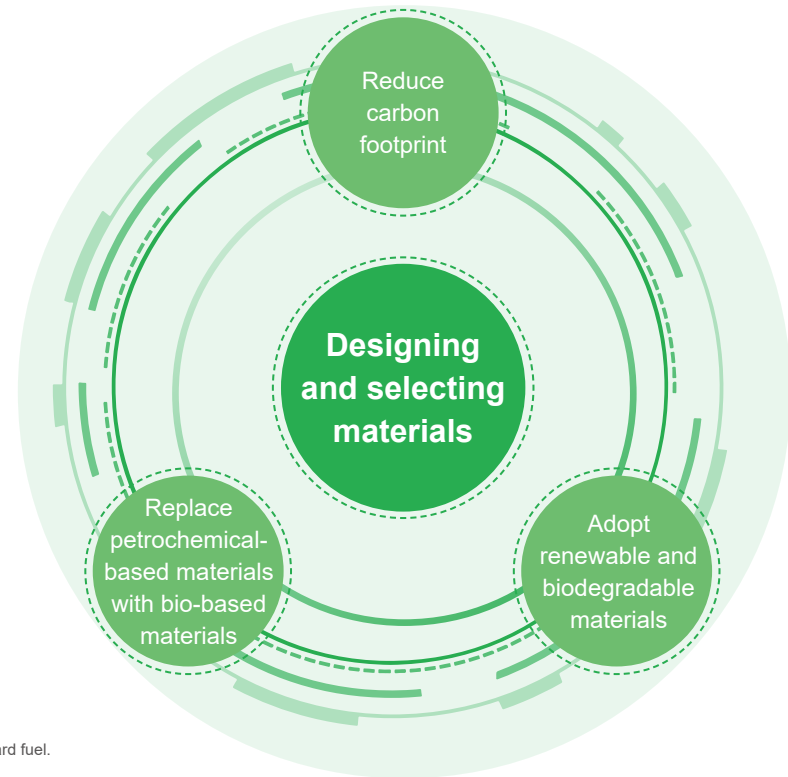 Reduce
carbon
footprint
Designing
and selecting
materials
Replace
petrochemical-
based materials
with bio-based
materials
Adopt
renewable and
biodegradable
materials
ard fuel.